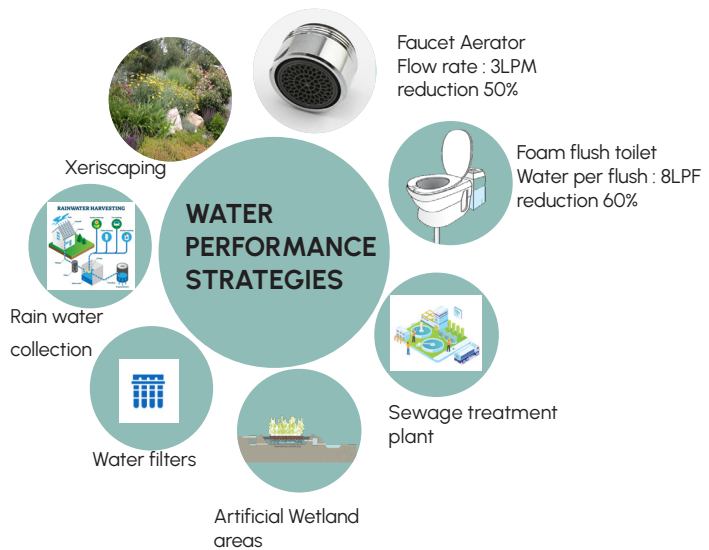 Faucet Aerator
Flow rate : 3LPM
reduction 50%
Foam flush toilet
Water per flush : 8LPF
reduction 60%
Xeriscaping
WATER
PERFORMANCE
STRATEGIES
RAINWATER HARVESTING
Rain water
collection
Sewage treatment
plant
Water filters
Artificial Wetland
areas